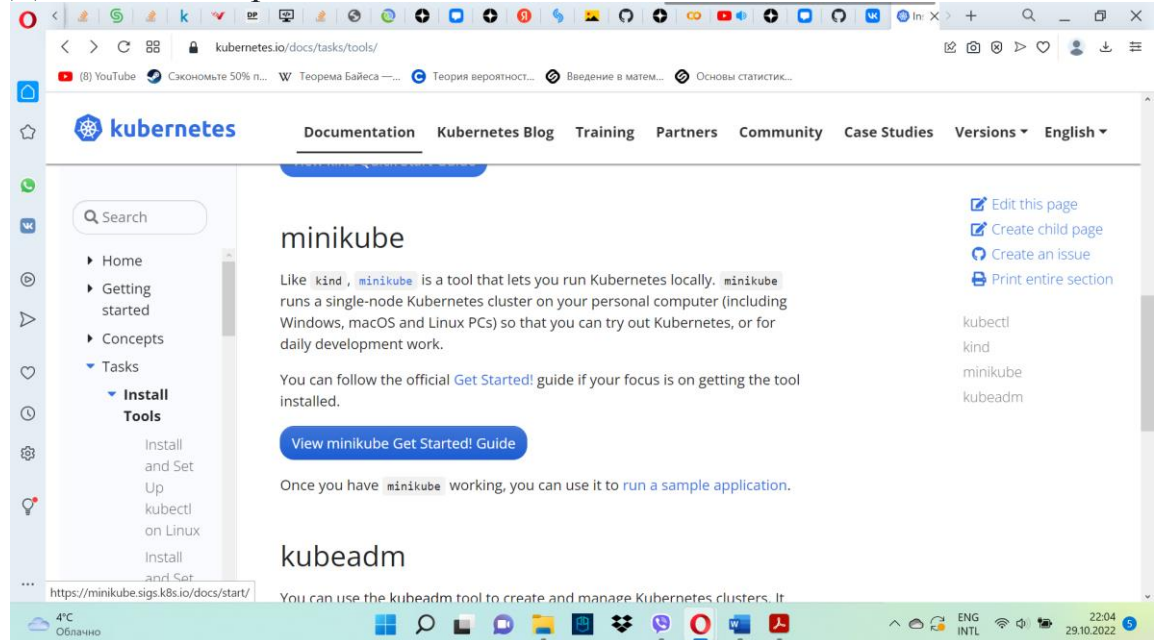 kubernetes.io/docs/tasks/tools/
(8) YouTube
Сэкономьте 50% п...
Теорема Байеса —...
Теория вероятност...
Введение в матем...
Основы статистик...
kubernetes
Documentation
Kubernetes Blog
Training
Partners
Community
Case Studies
Versions
English
Search
Home
Getting
started
Concepts
Tasks
Install
Tools
Install
and Set
Up
kubectl
on Linux
Install
and Set
minikube
Like kind, minikube is a tool that lets you run Kubernetes locally. minikube
runs a single-node Kubernetes cluster on your personal computer (including
Windows, macOS and Linux PCs) so that you can try out Kubernetes, or for
daily development work.
You can follow the official Get Started! guide if your focus is on getting the tool
installed.
View minikube Get Started! Guide
Once you have minikube working, you can use it to run a sample application.
kubeadm
You can use the kubeadm tool to create and manage Kubernetes clusters. It
Edit this page
Create child page
Create an issue
Print entire section
kubectl
kind
minikube
kubeadm
https://minikube.sigs.k8s.io/docs/start/
4°C
Облачно
ENG
INTL
22:04
29.10.2022
5